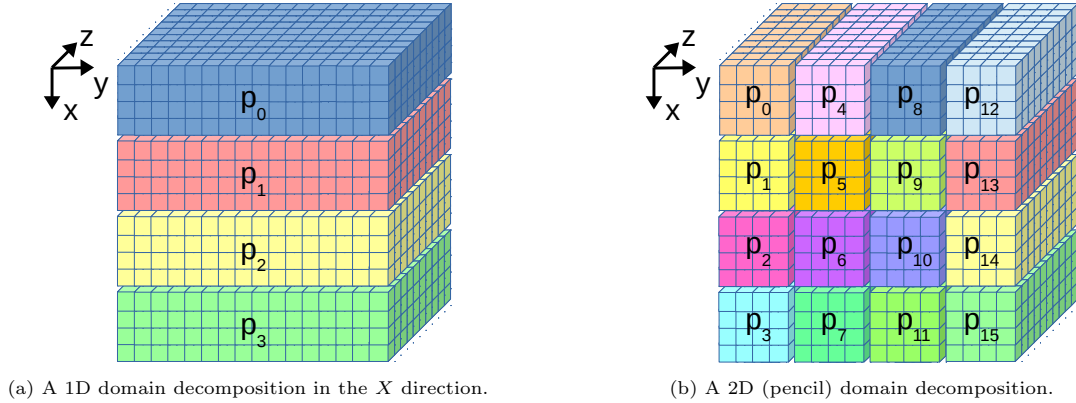 z
y
x
p0
p1
p2
p3
(a) A 1D domain decomposition in the X direction.
z
y
x
p0 p4 p8 p12
p1 p5 p9 p13
p2 p6 p10 p14
p3 p7 p11 p15
(b) A 2D (pencil) domain decomposition.